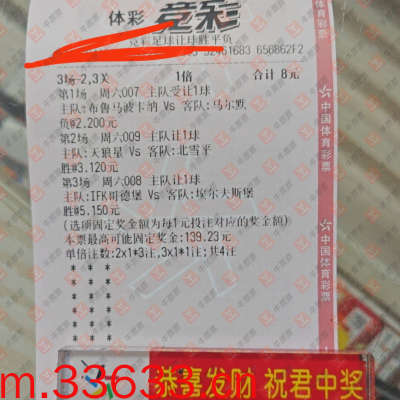 体彩 竞彩
竞彩足球让球胜平负
52461683 656862F2
3场-2,3关 1倍 合计 8元
第1场 周六007 主队受让1球
主队:布鲁马波卡纳 Vs 客队:马尔默
负@2.200元
第2场 周六009 主队让1球
主队:天狼星 Vs 客队:北雪平
胜@3.120元
第3场 周六008 主队让1球
主队:IFK哥德堡 Vs 客队:埃尔夫斯堡
胜@5.150元
(选项固定奖金额为每1元投注对应的奖金额)
本票最高可能固定奖金:139.23元
单倍注数:2x1*3注,3x1*1注;共4注
* * *
* * *
* * *
* * *
* * *
* * *
中国体育彩票
中国体育彩票
体育彩票
恭喜发财 祝君中奖